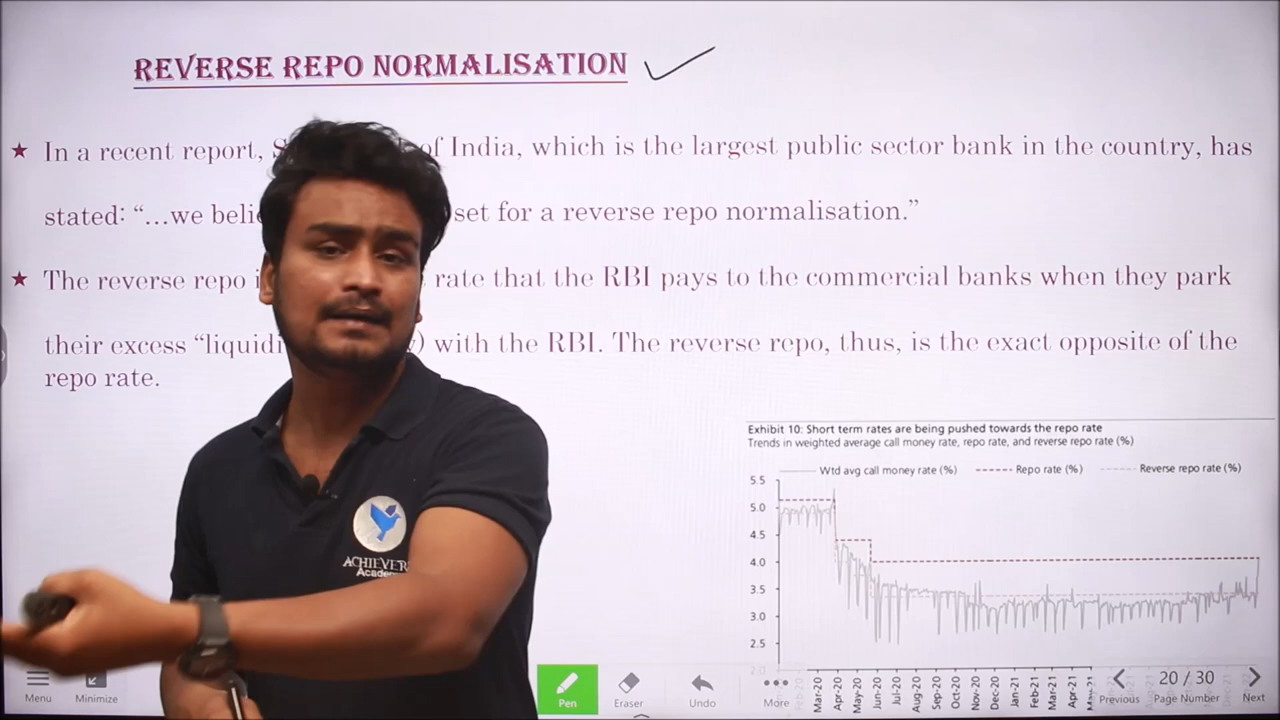 REVERSE REPO NORMALISATION
★ In a recent report, of India, which is the largest public sector bank in the country, has
stated: “…we set for a reverse repo normalisation.”
★ The reverse repo rate that the RBI pays to the commercial banks when they park
their excess ) with the RBI. The reverse repo, thus, is the exact opposite of the
repo rate.
Exhibit 10: Short term rates are being pushed towards the repo rate
Trends in weighted average call money rate, repo rate, and reverse repo rate (%)
Wtd avg call money rate (%) Repo rate (%) Reverse repo rate (%)
5.5
5.0
4.5
4.0
3.5
3.0
2.5
2.0
Mar-20 Apr-20 May-20 Jun-20 Jul-20 Aug-20 Sep-20 Oct-20 Nov-20 Dec-20 Jan-21 Feb-21 Mar-21 Apr-21
ACHIEVERS
Menu Minimize Pen Eraser Undo More Previous 20 / 30 Page Number Next